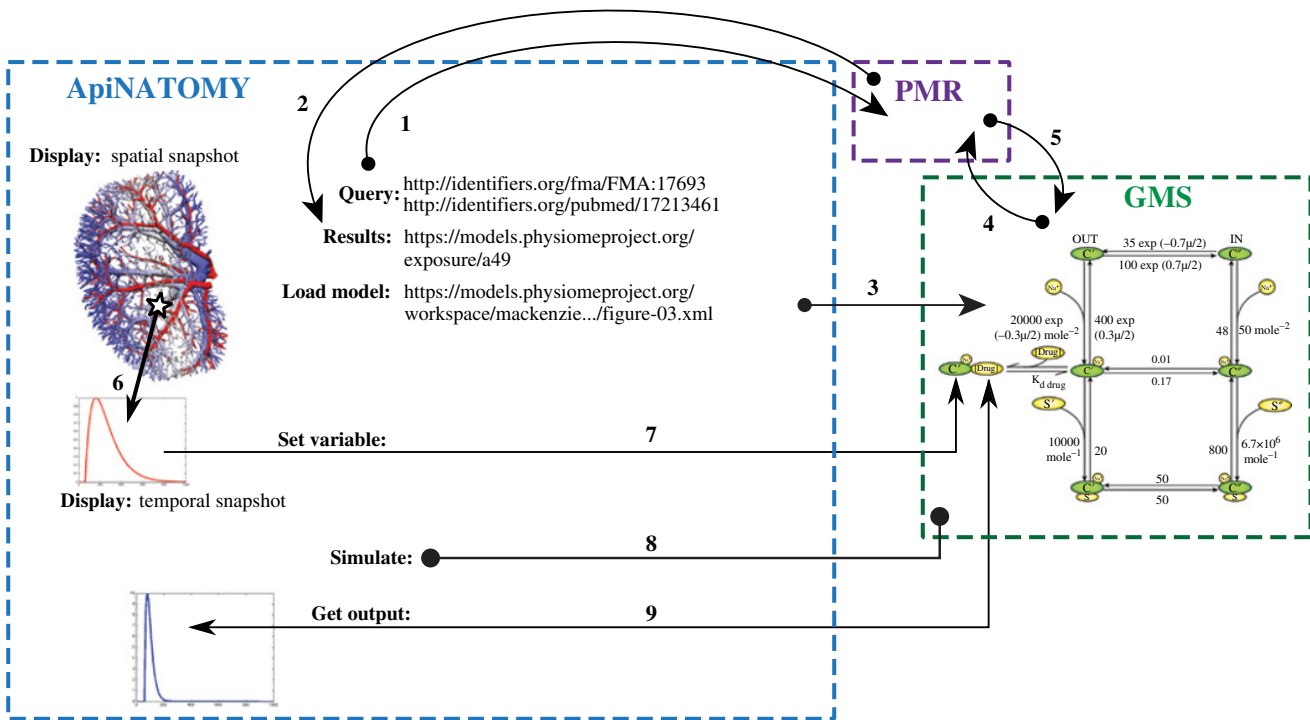 ApiNATOMY
PMR
GMS
2
1
5
4
Display: spatial snapshot
Query: http://identifiers.org/fma/FMA:17693
http://identifiers.org/pubmed/17213461
Results: https://models.physiomeproject.org/
exposure/a49
Load model: https://models.physiomeproject.org/
workspace/mackenzie.../figure-03.xml
3
OUT
35 exp (–0.7µ/2)
IN
C′
C″
100 exp (0.7µ/2)
Na⁺
Na⁺
20000 exp
(–0.3µ/2) mole⁻²
400 exp
(0.3µ/2)
48
50 mole⁻²
[Drug]
0.01
C′
[Drug]
C′
C″
K_d drug
0.17
S′
S″
10000
mole⁻¹
20
800
6.7×10⁶
mole⁻¹
50
C′
S
C″
S
50
6
Set variable: 7
Display: temporal snapshot
Simulate: 8
Get output: 9